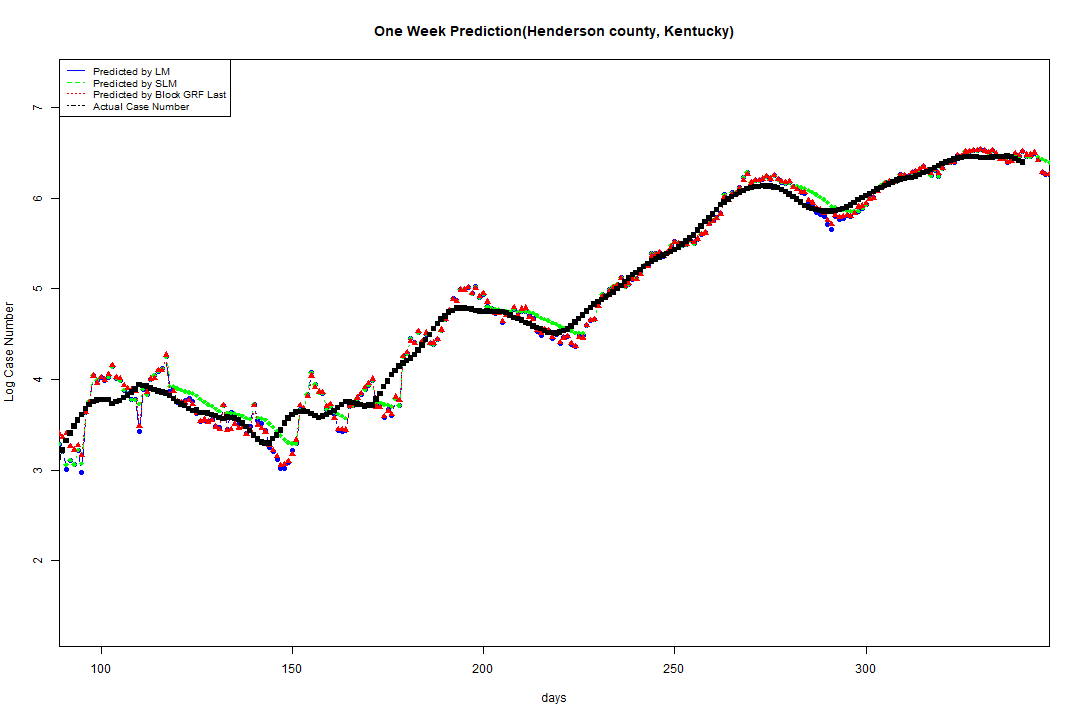 One Week Prediction(Henderson county, Kentucky)
Predicted by LM
Predicted by SLM
Predicted by Block GRF Last
Actual Case Number
7
6
5
4
3
2
Log Case Number
100 150 200 250 300
days